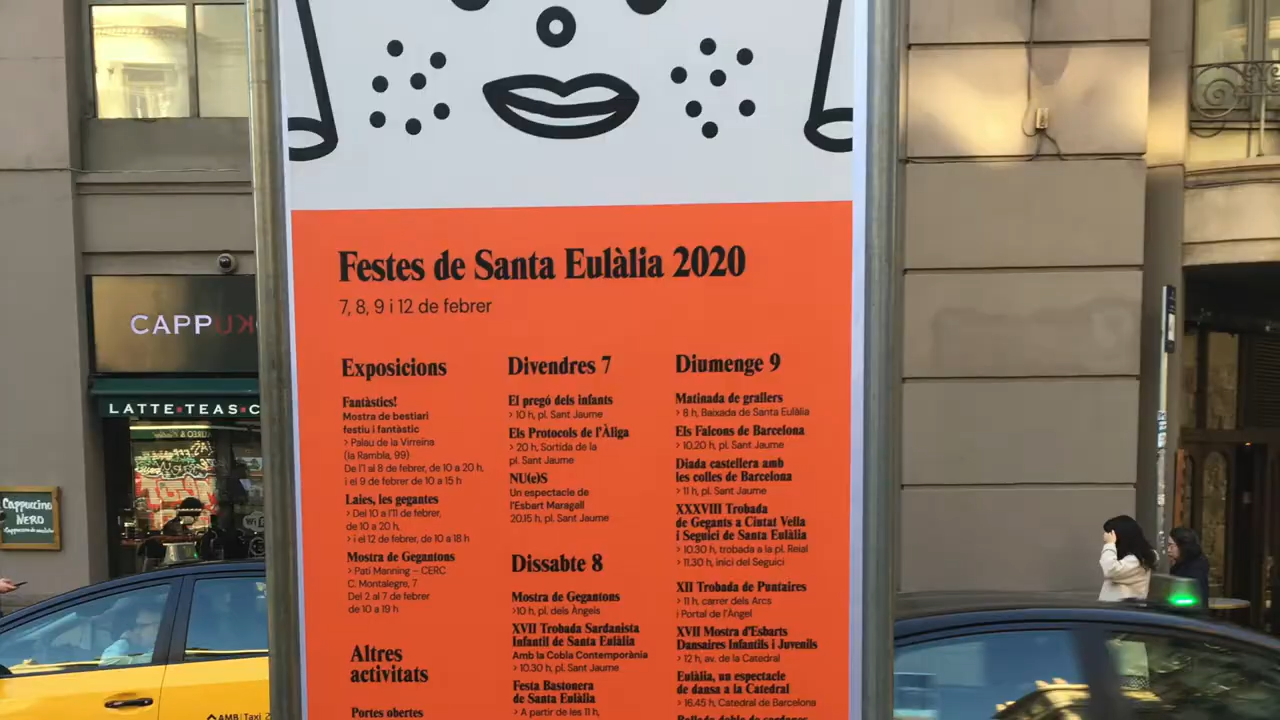 Festes de Santa Eulàlia 2020
7, 8, 9 i 12 de febrer
Exposicions
Fantàstics!
Mostra de bestiari
festiu i fantàstic
> Palau de la Virreina
(la Rambla, 99)
De l'1 al 8 de febrer, de 10 a 20 h,
i el 9 de febrer de 10 a 15 h
Laies, les gegantes
> Del 10 a l'11 de febrer,
de 10 a 20 h,
> i el 12 de febrer, de 10 a 18 h
Mostra de Gegantons
> Pati Manning – CERC
C. Montalegre, 7
Del 2 al 7 de febrer
de 10 a 19 h
Altres
activitats
Portes obertes
Divendres 7
El pregó dels infants
> 10 h, pl. Sant Jaume
Els Protocols de l'Àliga
> 20 h, Sortida de la
pl. Sant Jaume
NU(e)S
Un espectacle de
l'Esbart Maragall
20.15 h, pl. Sant Jaume
Dissabte 8
Mostra de Gegantons
>10 h, pl. dels Àngels
XVII Trobada Sardanista
Infantil de Santa Eulàlia
Amb la Cobla Contemporània
> 10.30 h, pl. Sant Jaume
Festa Bastonera
de Santa Eulàlia
> A partir de les 11 h,
Diumenge 9
Matinada de grallers
> 8 h, Baixada de Santa Eulàlia
Els Falcons de Barcelona
> 10.20 h, pl. Sant Jaume
Diada castellera amb
les colles de Barcelona
> 11 h, pl. Sant Jaume
XXXVIII Trobada
de Gegants a Ciutat Vella
i Seguici de Santa Eulàlia
> 10.30 h, trobada a la pl. Reial
> 11.30 h, inici del Seguici
XII Trobada de Puntaires
> 11 h, carrer dels Arcs
i Portal de l'Àngel
XVII Mostra d'Esbarts
Dansaires Infantils i Juvenils
> 12 h, av. de la Catedral
Eulàlia, un espectacle
de dansa a la Catedral
> 16.45 h, Catedral de Barcelona
Ballada doble de sardanes
CAPPUK
LATTE TEAS C
Cappuccino
NERO
AMB Taxi